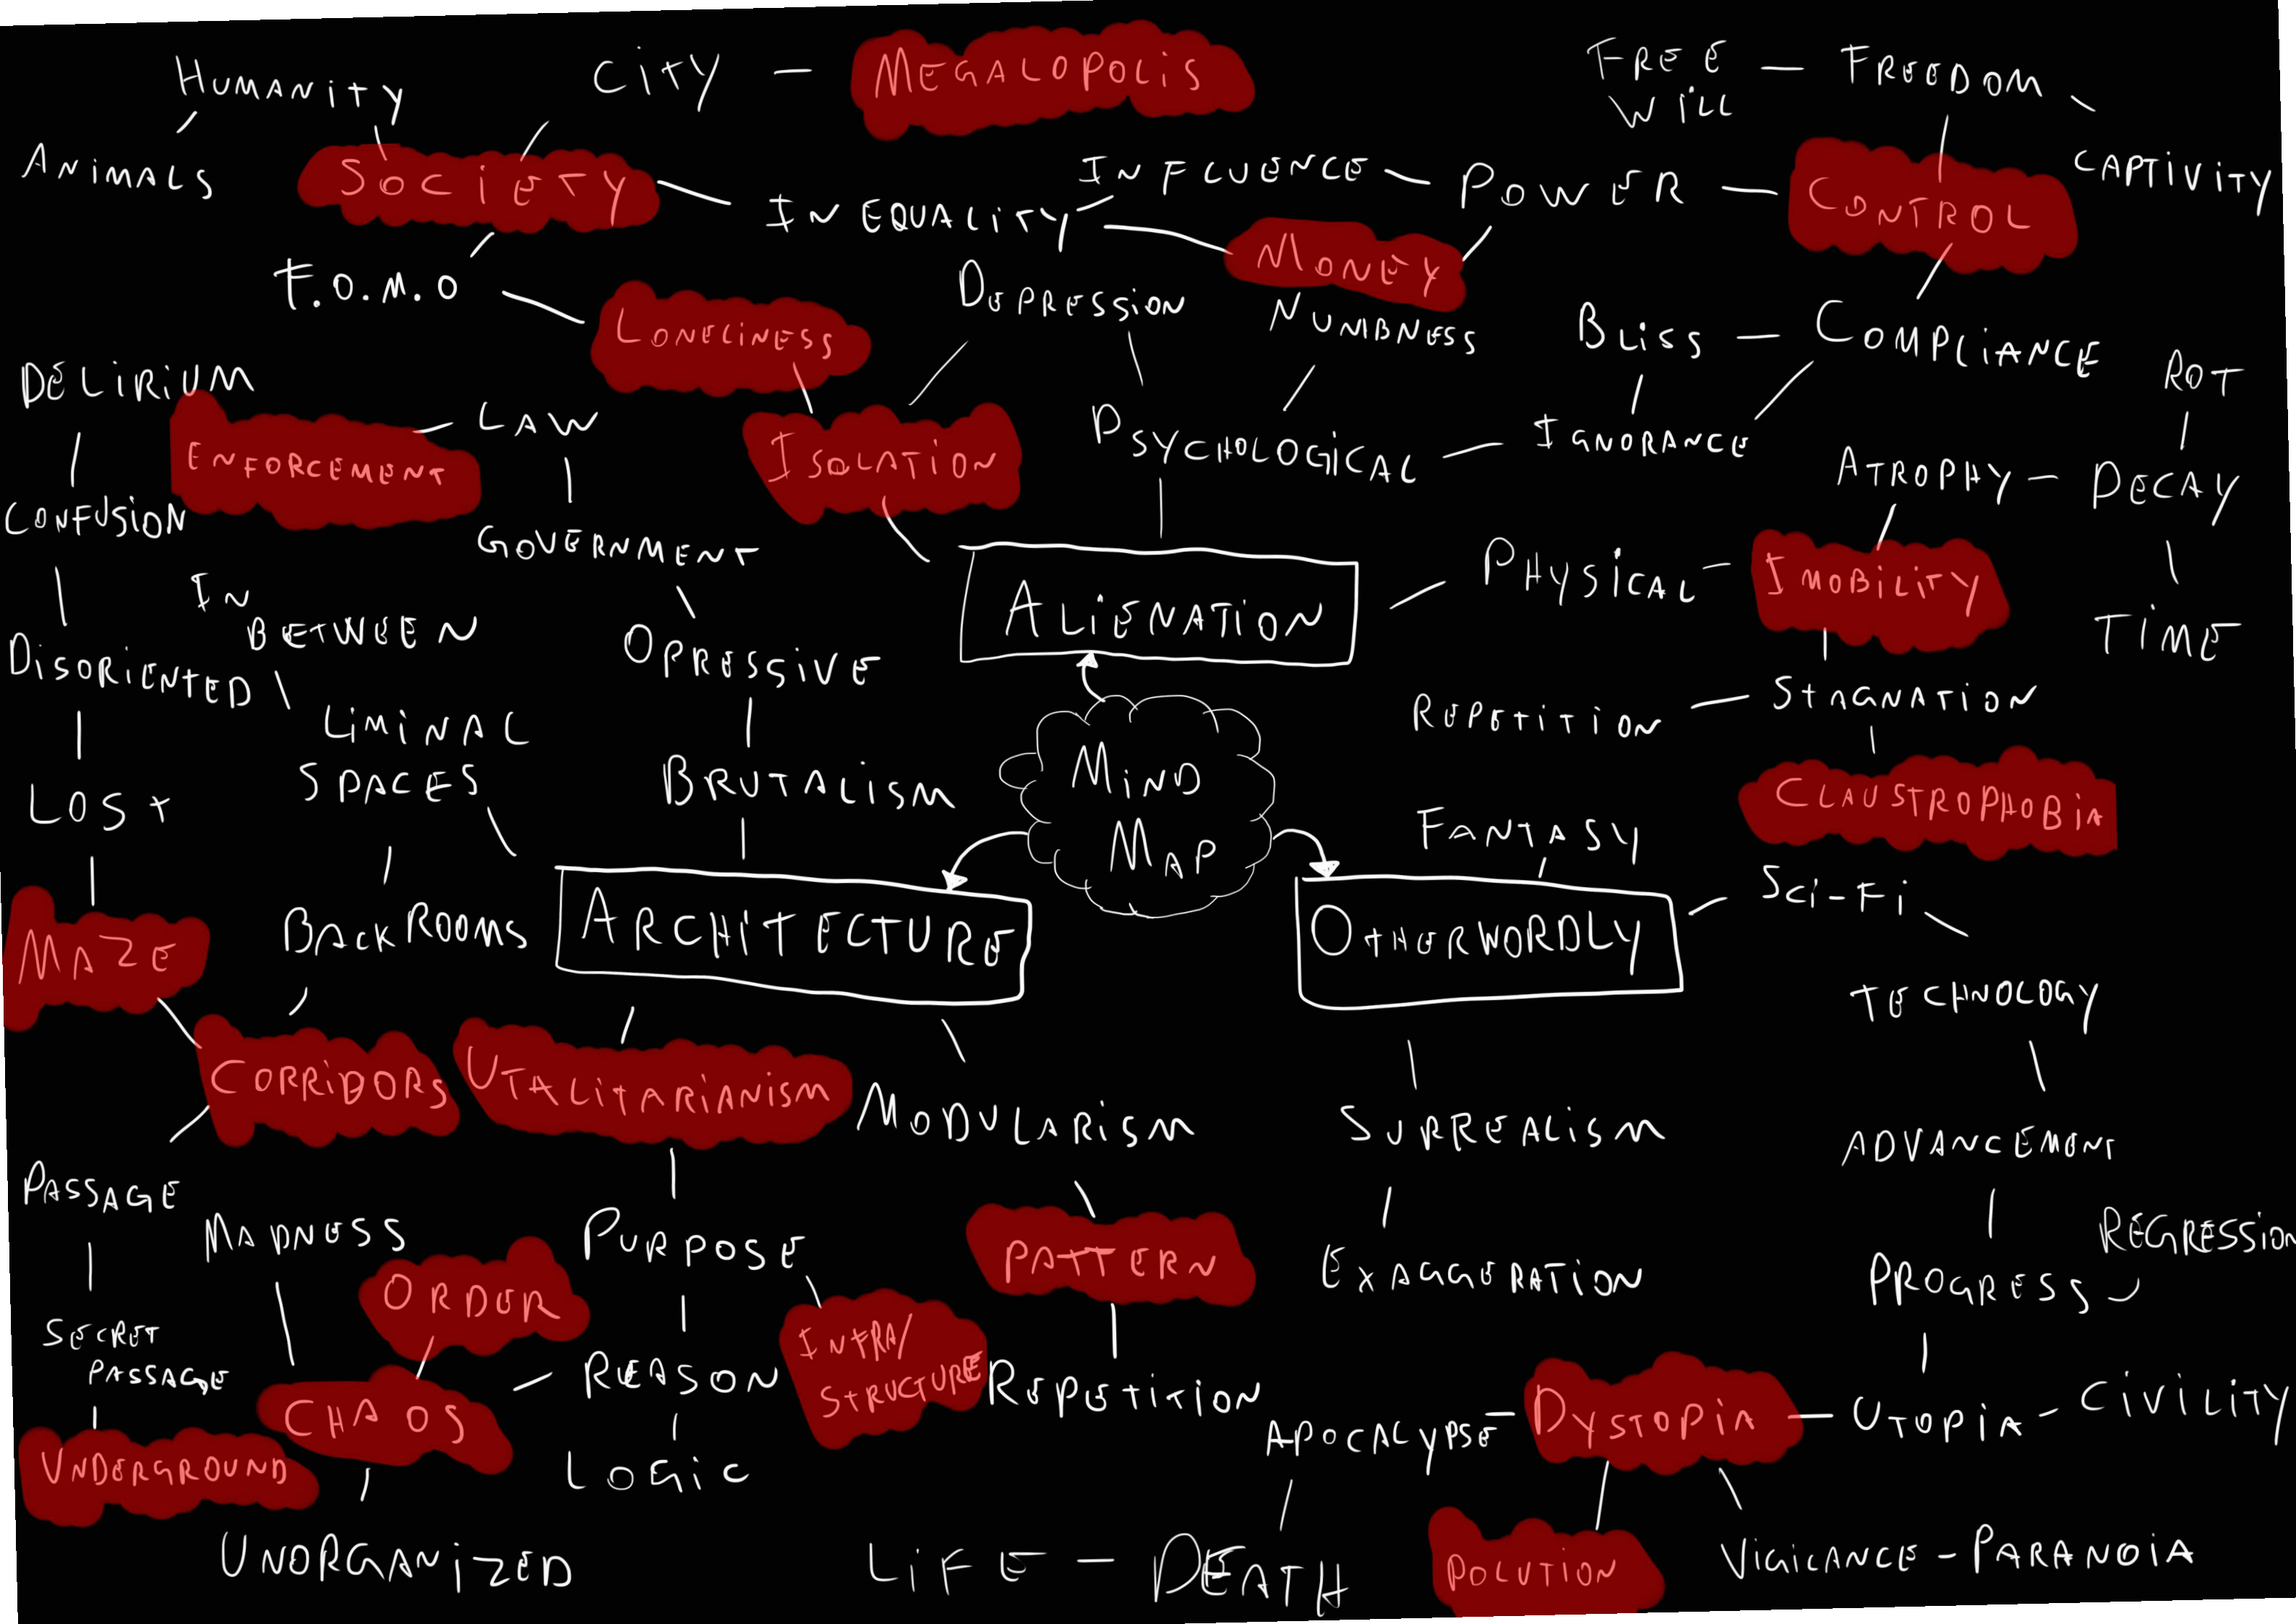 HUMANITY
CITY - MEGALOPOLIS
FREE - FREEDOM
WILL
ANIMALS
SOCIETY
INEQUALITY
INFLUENCE
POWER
CONTROL
CAPTIVITY
F.O.M.O
LONELINESS
DEPRESSION
MONEY
NUMBNESS
BLISS - COMPLIANCE
ROT
DELIRIUM
ENFORCEMENT
LAW
ISOLATION
PSYCHOLOGICAL
IGNORANCE
ATROPHY - DECAY
CONFUSION
GOVERNMENT
ALIENATION
PHYSICAL - IMOBILITY
TIME
IN
BETWEEN
DISORIENTED
OPRESSIVE
REPETITION - STAGNATION
LIMINAL
SPACES
BRUTALISM
MIND
MAP
CLAUSTROPHOBIA
LOST
FANTASY
SCI-FI
MAZE
BACKROOMS
ARCHITECTURE
OTHERWORDLY
TECHNOLOGY
CORRIDORS
UTALITARIANISM
MODULARISM
SURREALISM
ADVANCEMENT
PASSAGE
MADNESS
PURPOSE
PATTERN
EXAGGERATION
PROGRESS
REGRESSION
ORDER
SECRET
PASSAGE
CHAOS
REASON
INFRA/
STRUCTURE
REPETITION
APOCALYPSE - DYSTOPIA - UTOPIA - CIVILITY
UNDERGROUND
LOGIC
UNORGANIZED
LIFE - DEATH
POLUTION
VIGILANCE - PARANOIA